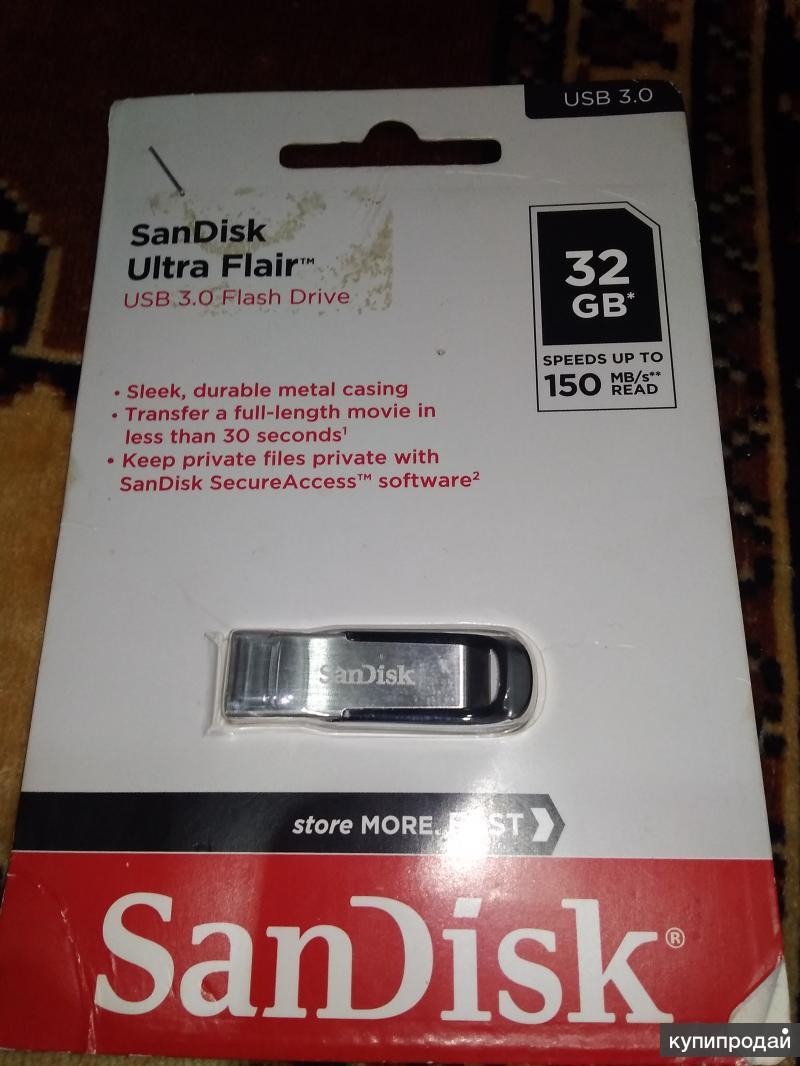 USB 3.0
SanDisk
Ultra Flair™
USB 3.0 Flash Drive
32
GB*
SPEEDS UP TO
150 MB/s** READ
• Sleek, durable metal casing
• Transfer a full-length movie in
less than 30 seconds¹
• Keep private files private with
SanDisk SecureAccess™ software²
SanDisk
store MORE. FAST
SanDisk®
купипродай